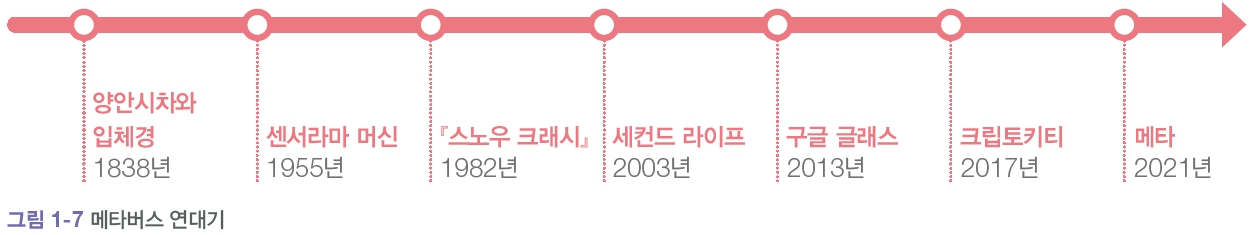 양안시차와
입체경
1838년
센서라마 머신
1955년
『스노우 크래시』
1982년
세컨드 라이프
2003년
구글 글래스
2013년
크립토키티
2017년
메타
2021년
그림 1-7 메타버스 연대기